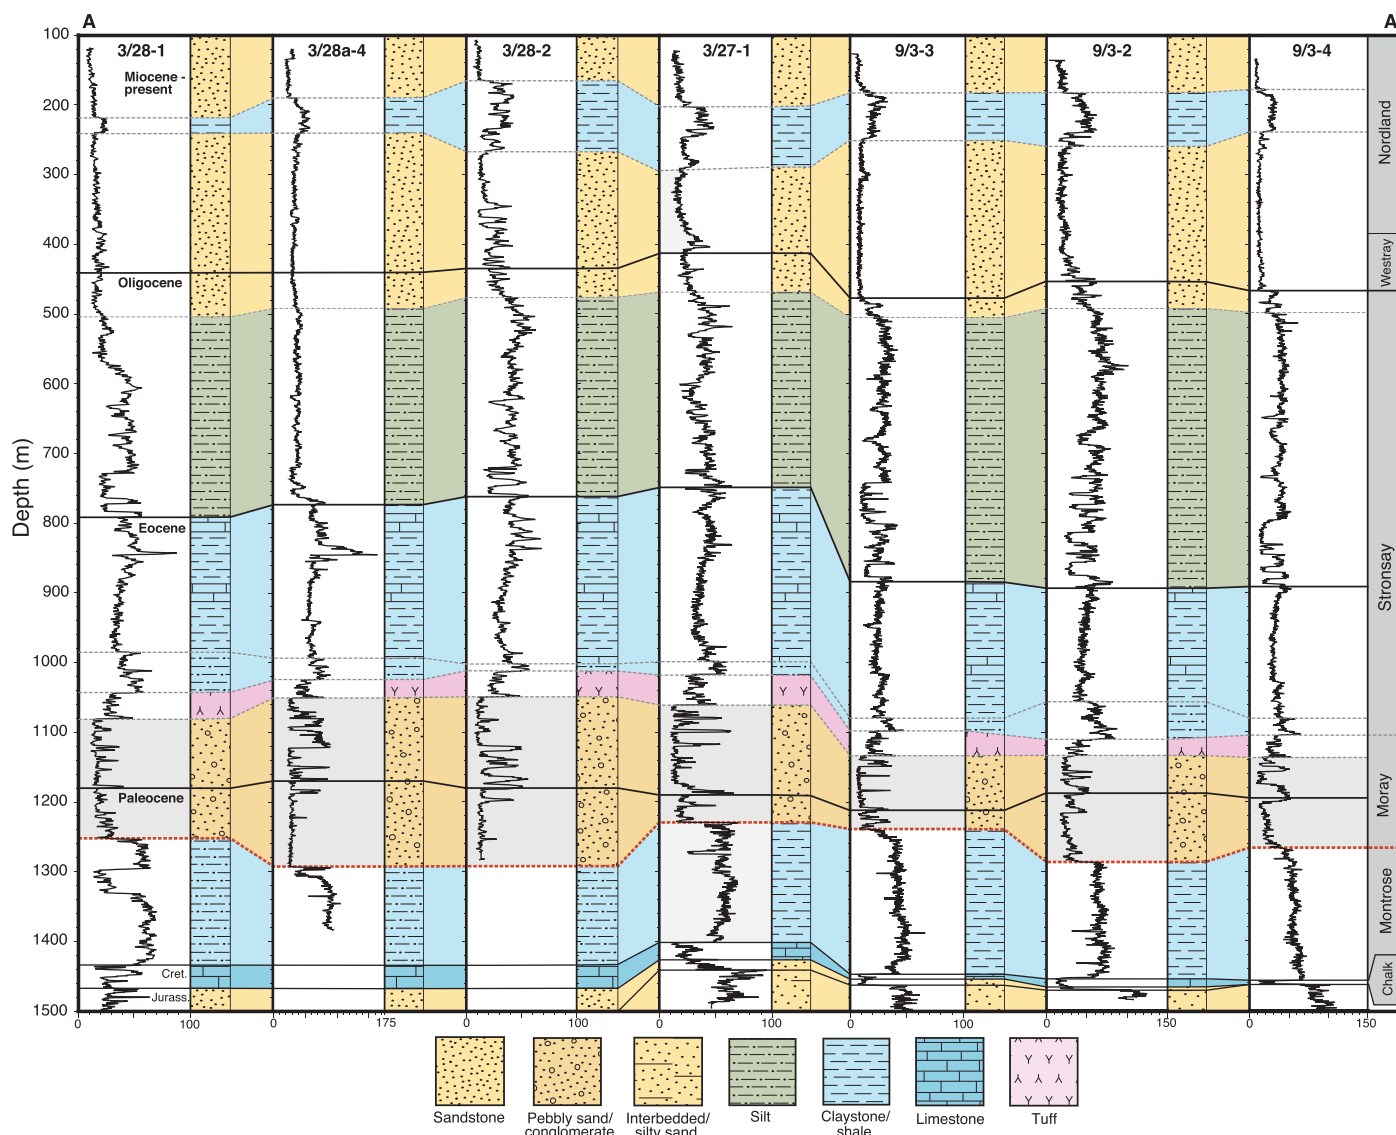 A A
3/28-1 3/28a-4 3/28-2 3/27-1 9/3-3 9/3-2 9/3-4
Depth (m)
100
200
300
400
500
600
700
800
900
1000
1100
1200
1300
1400
1500
Miocene -
present
Oligocene
Eocene
Paleocene
Cret.
Jurass.
Nordland
Westray
Stronsay
Moray
Montrose
Chalk
0 100 0 175 0 100 0 100 0 100 0 150 0 150
Sandstone
Pebbly sand/
conglomerate
Interbedded/
silty sand
Silt
Claystone/
shale
Limestone
Tuff